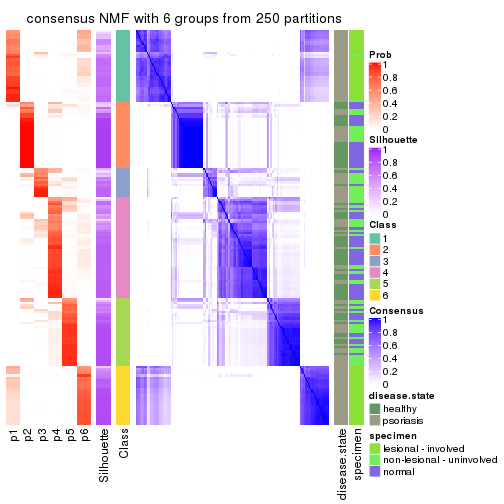 consensus NMF with 6 groups from 250 partitions
p1
p2
p3
p4
p5
p6
Silhouette
Class
disease.state
specimen
Prob
1
0.8
0.6
0.4
0.2
0
Silhouette
1
0.8
0.6
0.4
0.2
0
Class
1
2
3
4
5
6
Consensus
1
0.8
0.6
0.4
0.2
0
disease.state
healthy
psoriasis
specimen
lesional - involved
non-lesional - uninvolved
normal